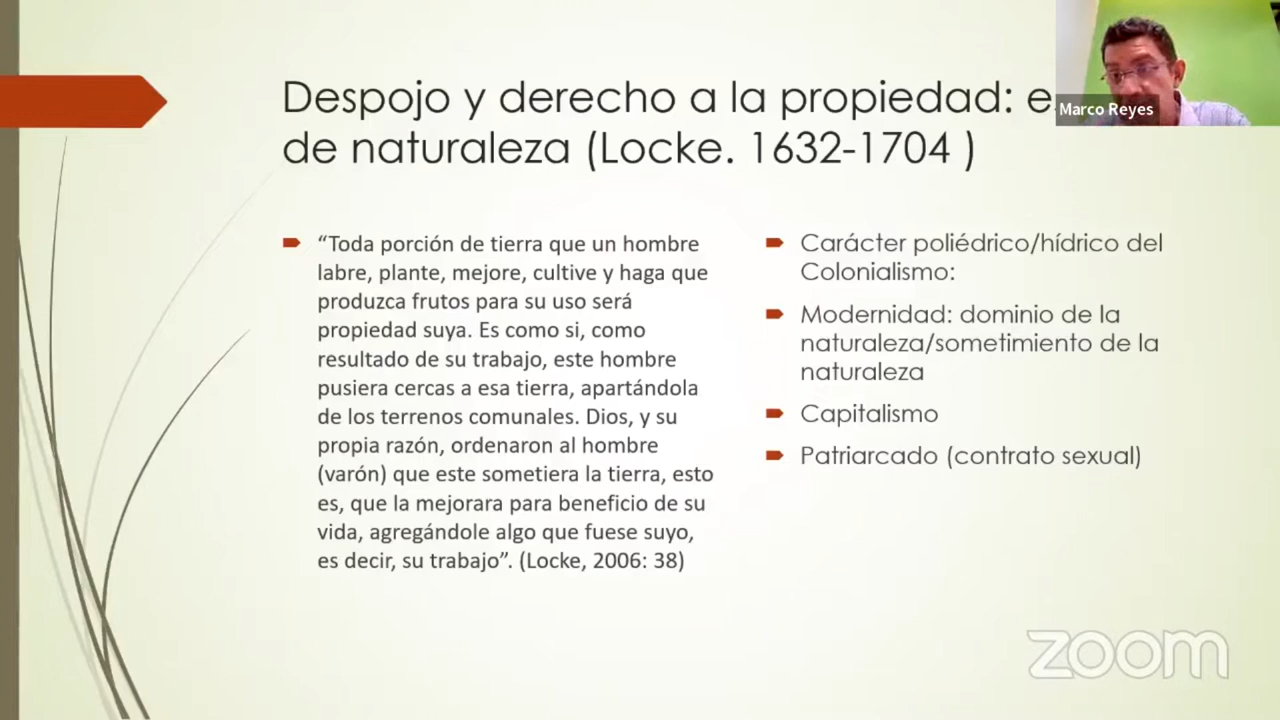 Despojo y derecho a la propiedad: e
de naturaleza (Locke. 1632-1704 )
Marco Reyes
“Toda porción de tierra que un hombre
labre, plante, mejore, cultive y haga que
produzca frutos para su uso será
propiedad suya. Es como si, como
resultado de su trabajo, este hombre
pusiera cercas a esa tierra, apartándola
de los terrenos comunales. Dios, y su
propia razón, ordenaron al hombre
(varón) que este sometiera la tierra, esto
es, que la mejorara para beneficio de su
vida, agregándole algo que fuese suyo,
es decir, su trabajo”. (Locke, 2006: 38)
Carácter poliédrico/hídrico del
Colonialismo:
Modernidad: dominio de la
naturaleza/sometimiento de la
naturaleza
Capitalismo
Patriarcado (contrato sexual)
zoom